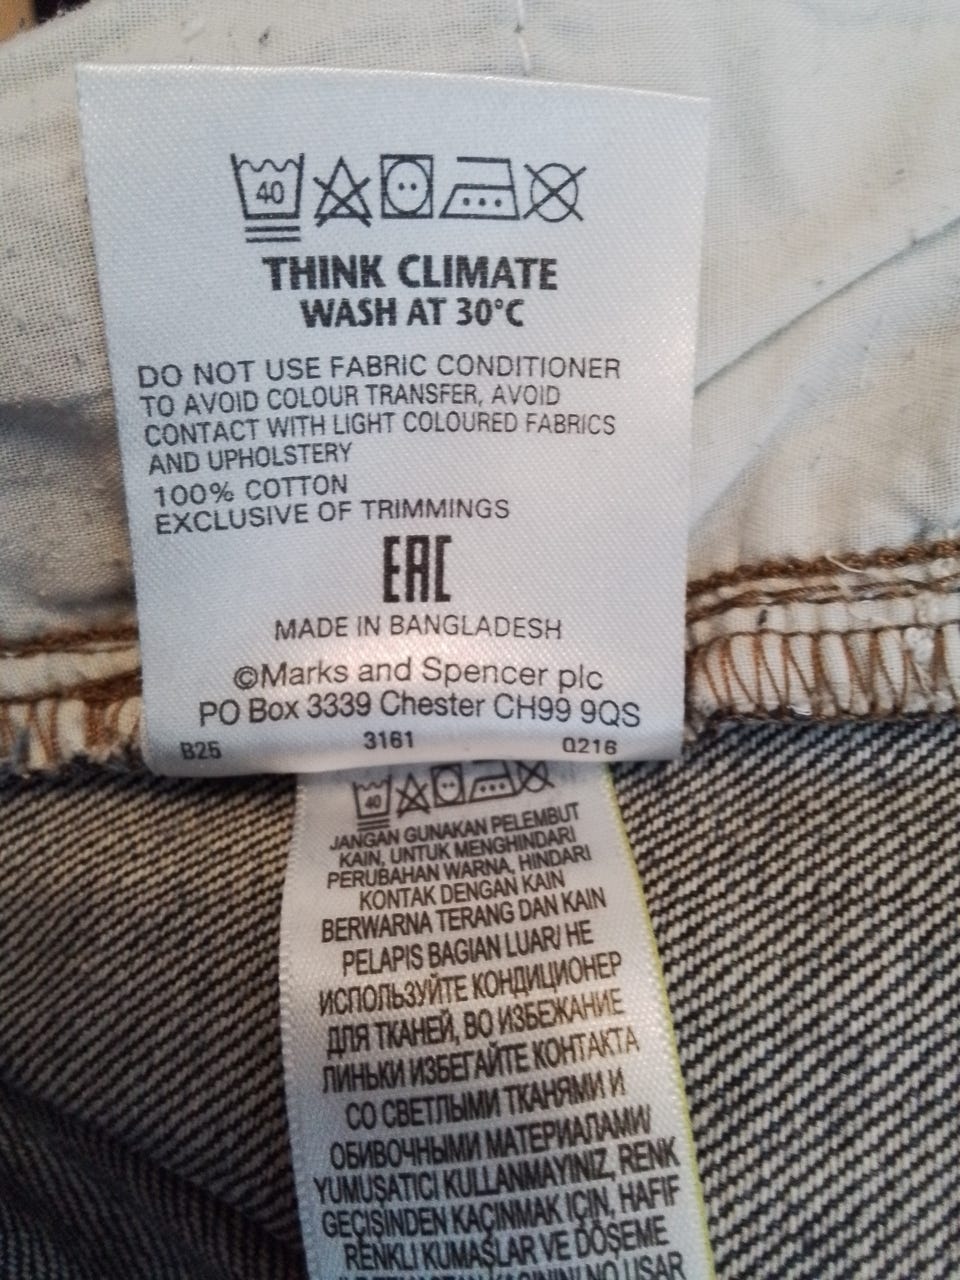 40
THINK CLIMATE
WASH AT 30°C
DO NOT USE FABRIC CONDITIONER
TO AVOID COLOUR TRANSFER, AVOID
CONTACT WITH LIGHT COLOURED FABRICS
AND UPHOLSTERY
100% COTTON
EXCLUSIVE OF TRIMMINGS
EAC
MADE IN BANGLADESH
©Marks and Spencer plc
PO Box 3339 Chester CH99 9QS
B25 3161 Q216
40
JANGAN GUNAKAN PELEMBUT
KAIN, UNTUK MENGHINDARI
PERUBAHAN WARNA, HINDARI
KONTAK DENGAN KAIN
BERWARNA TERANG DAN KAIN
PELAPIS BAGIAN LUAR/ НЕ
ИСПОЛЬЗУЙТЕ КОНДИЦИОНЕР
ДЛЯ ТКАНЕЙ, ВО ИЗБЕЖАНИЕ
ЛИНЬКИ ИЗБЕГАЙТЕ КОНТАКТА
СО СВЕТЛЫМИ ТКАНЯМИ И
ОБИВОЧНЫМИ МАТЕРИАЛАМИ/
YUMUŞATICI KULLANMAYINIZ, RENK
GEÇİŞİNDEN KAÇINMAK İÇİN, HAFİF
RENKLİ KUMAŞLAR VE DÖŞEME
NO USAR